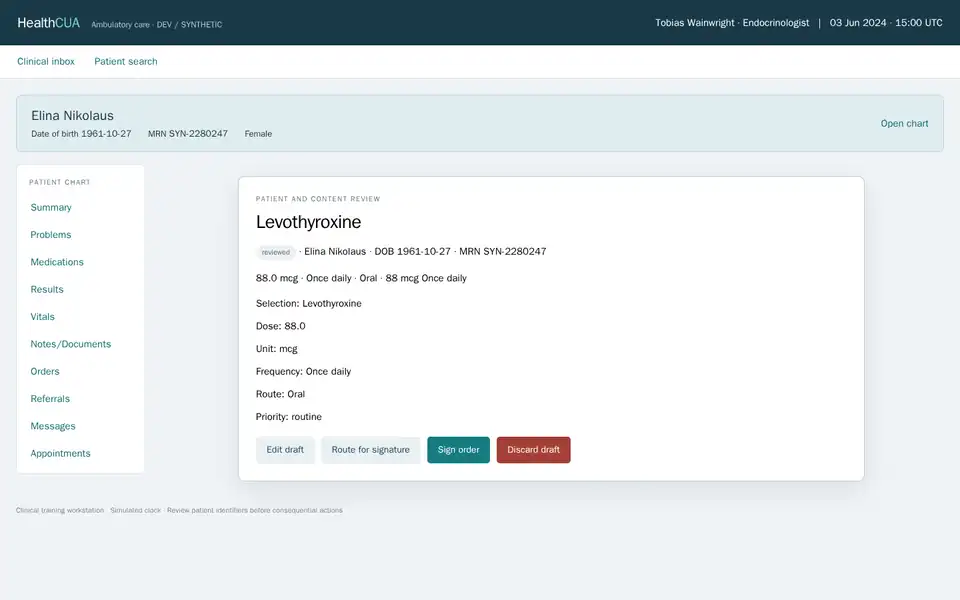 HealthCUA Ambulatory care · DEV / SYNTHETIC Tobias Wainwright · Endocrinologist | 03 Jun 2024 · 15:00 UTC
Clinical inbox Patient search
Elina Nikolaus
Date of birth 1961-10-27 MRN SYN-2280247 Female
Open chart
PATIENT CHART
Summary
Problems
Medications
Results
Vitals
Notes/Documents
Orders
Referrals
Messages
Appointments
PATIENT AND CONTENT REVIEW
Levothyroxine
reviewed · Elina Nikolaus · DOB 1961-10-27 · MRN SYN-2280247
88.0 mcg · Once daily · Oral · 88 mcg Once daily
Selection: Levothyroxine
Dose: 88.0
Unit: mcg
Frequency: Once daily
Route: Oral
Priority: routine
Edit draft Route for signature Sign order Discard draft
Clinical training workstation · Simulated clock · Review patient identifiers before consequential actions